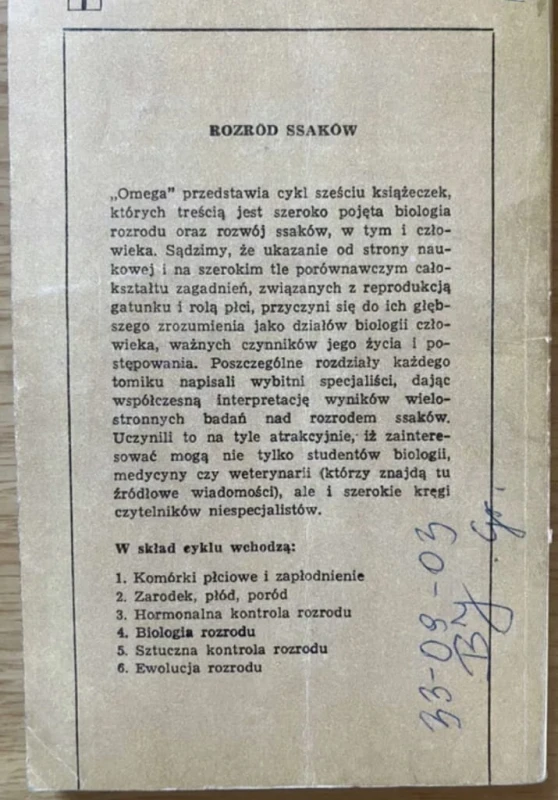 ROZRÓD SSAKÓW
„Omega” przedstawia cykl sześciu książeczek,
których treścią jest szeroko pojęta biologia
rozrodu oraz rozwój ssaków, w tym i czło-
wieka. Sądzimy, że ukazanie od strony nau-
kowej i na szerokim tle porównawczym cało-
kształtu zagadnień, związanych z reprodukcją
gatunku i rolą płci, przyczyni się do ich głęb-
szego zrozumienia jako działów biologii czło-
wieka, ważnych czynników jego życia i po-
stępowania. Poszczególne rozdziały każdego
tomiku napisali wybitni specjaliści, dając
współczesną interpretację wyników wielo-
stronnych badań nad rozrodem ssaków.
Uczynili to na tyle atrakcyjnie, iż zaintere-
sować mogą nie tylko studentów biologii,
medycyny czy weterynarii (którzy znajdą tu
źródłowe wiadomości), ale i szerokie kręgi
czytelników niespecjalistów.
W skład cyklu wchodzą:
1. Komórki płciowe i zapłodnienie
2. Zarodek, płód, poród
3. Hormonalna kontrola rozrodu
4. Biologia rozrodu
5. Sztuczna kontrola rozrodu
6. Ewolucja rozrodu
33-09-03